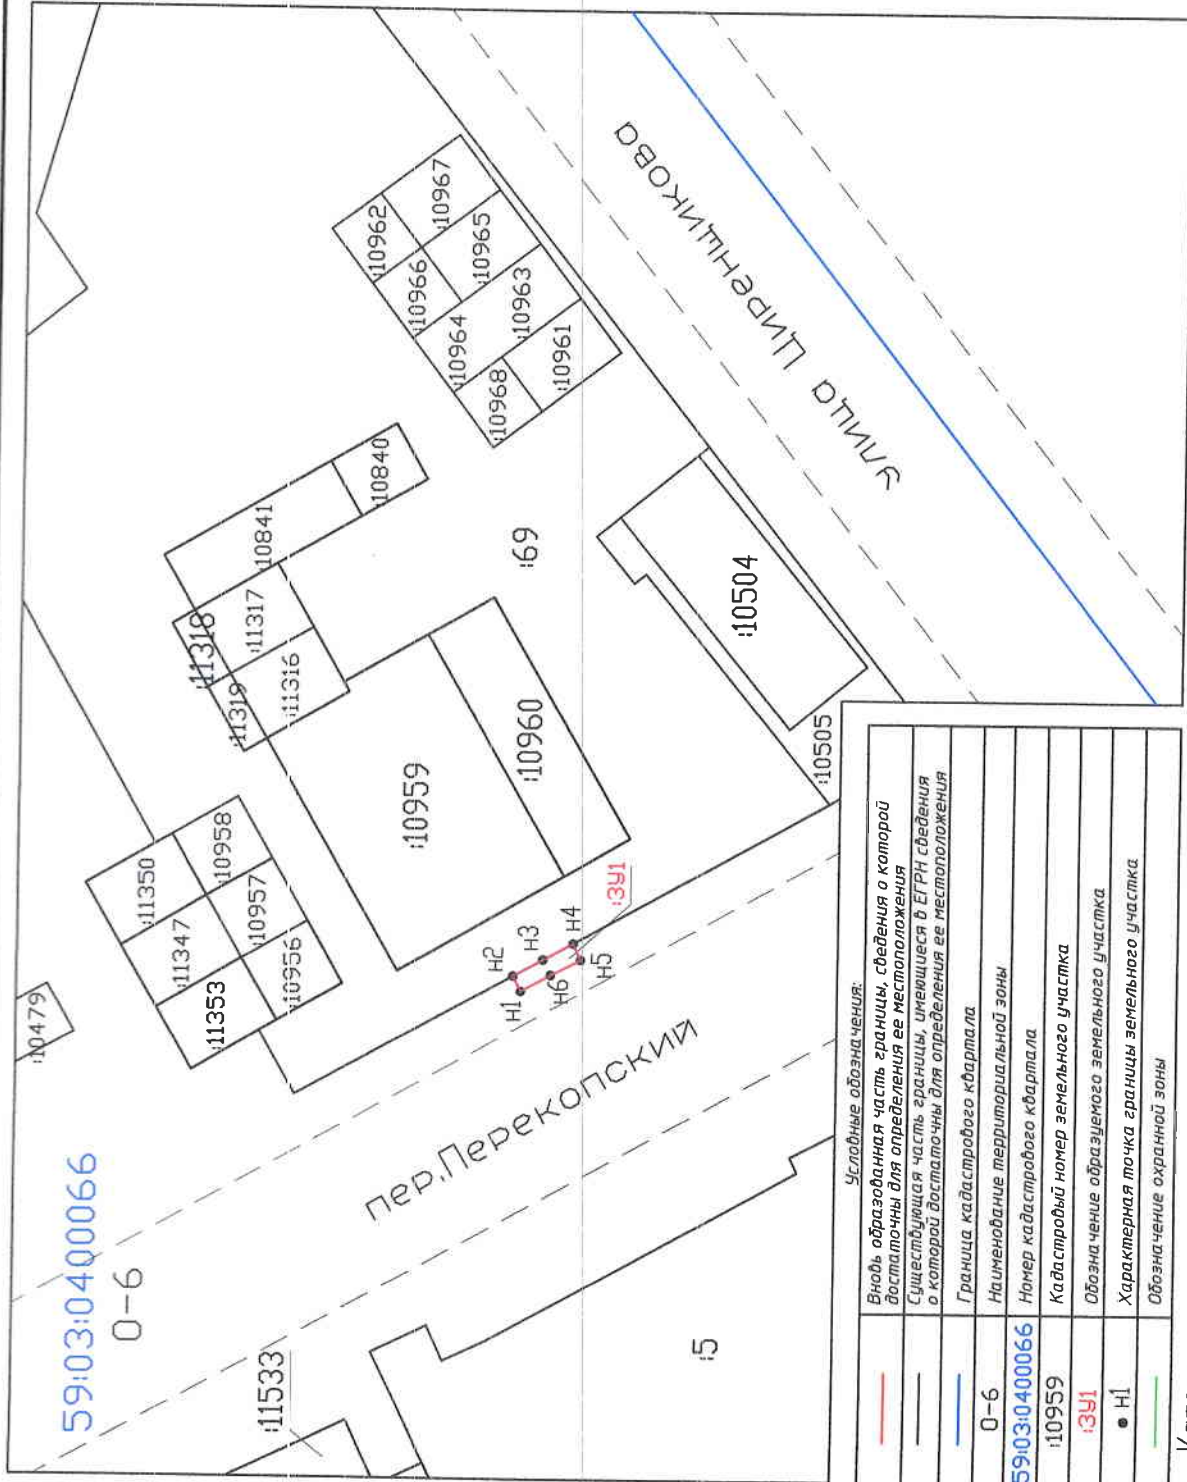 59:03:0400066
О-6
:10479
:11353
:11347
:11350
:10956
:10957
:10958
:11319
:11318
:11316
:11317
:10841
:10840
:10962
:10967
:10966
:10965
:10964
:10963
:10968
:10961
:10959
:10960
:69
:10504
:10505
:11533
:5
Н1
Н2
Н3
Н4
Н5
Н6
:ЗУ1
пер.Перекопский
улица Циренщикова
Условные обозначения:
Вновь образованная часть границы, сведения о которой
достаточны для определения ее местоположения
Существующая часть границы, имеющиеся в ЕГРН сведения
о которой достаточны для определения ее местоположения
Граница кадастрового квартала
О-6 Наименование территориальной зоны
59:03:0400066 Номер кадастрового квартала
:10959 Кадастровый номер земельного участка
:ЗУ1 Обозначение образуемого земельного участка
● Н1 Характерная точка границы земельного участка
Обозначение охранной зоны